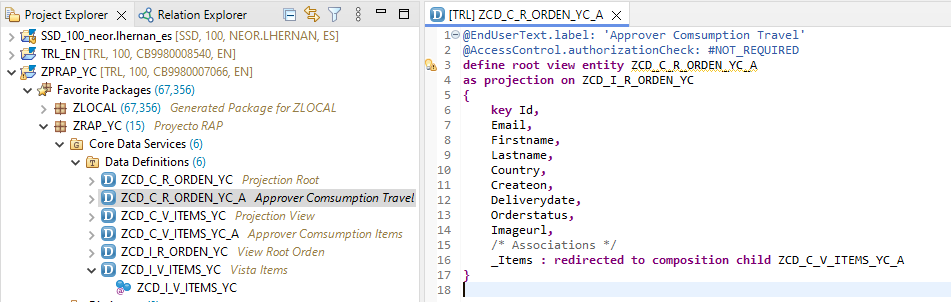 Project Explorer
Relation Explorer
SSD_100_neor.lhernan_es [SSD, 100, NEOR.LHERNAN, ES]
TRL_EN [TRL, 100, CB9980008540, EN]
ZPRAP_YC [TRL, 100, CB9980007066, EN]
Favorite Packages (67,356)
ZLOCAL (67,356) Generated Package for ZLOCAL
ZRAP_YC (15) Proyecto RAP
Core Data Services (6)
Data Definitions (6)
ZCD_C_R_ORDEN_YC Projection Root
ZCD_C_R_ORDEN_YC_A Approver Comsumption Travel
ZCD_C_V_ITEMS_YC Projection View
ZCD_C_V_ITEMS_YC_A Approver Comsumption Items
ZCD_I_R_ORDEN_YC View Root Orden
ZCD_I_V_ITEMS_YC Vista Items
ZCD_I_V_ITEMS_YC
[TRL] ZCD_C_R_ORDEN_YC_A
1 @EndUserText.label: 'Approver Comsumption Travel'
2 @AccessControl.authorizationCheck: #NOT_REQUIRED
3 define root view entity ZCD_C_R_ORDEN_YC_A
4 as projection on ZCD_I_R_ORDEN_YC
5 {
6 key Id,
7 Email,
8 Firstname,
9 Lastname,
10 Country,
11 Createon,
12 Deliverydate,
13 Orderstatus,
14 Imageurl,
15 /* Associations */
16 _Items : redirected to composition child ZCD_C_V_ITEMS_YC_A
17 }
18